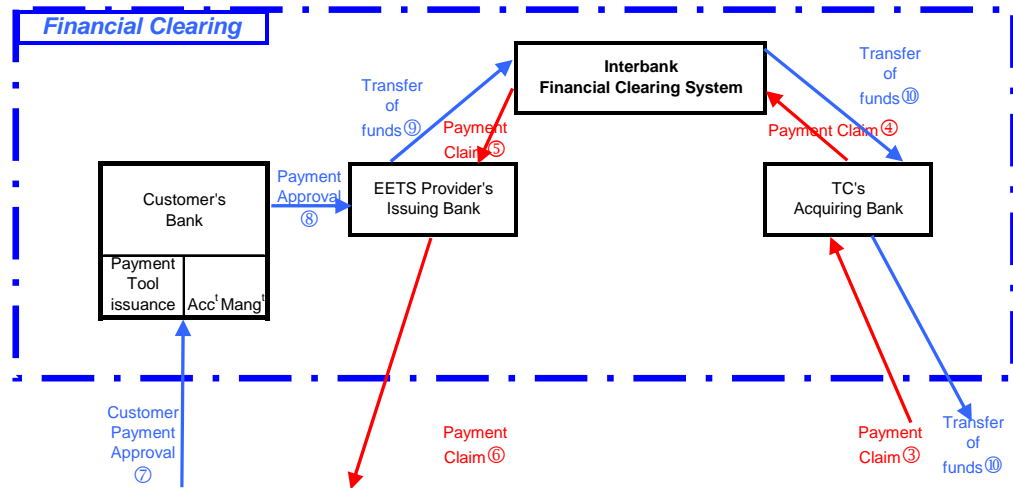 Financial Clearing
Interbank
Financial Clearing System
Transfer
of
funds⑨
Transfer
of
funds⑩
Payment
Claim⑤
Payment Claim④
Customer's
Bank
Payment
Approval
⑧
EETS Provider's
Issuing Bank
TC's
Acquiring Bank
Payment
Tool
issuance
Accᵗ Mangᵗ
Customer
Payment
Approval
⑦
Payment
Claim⑥
Payment
Claim③
Transfer
of
funds⑩